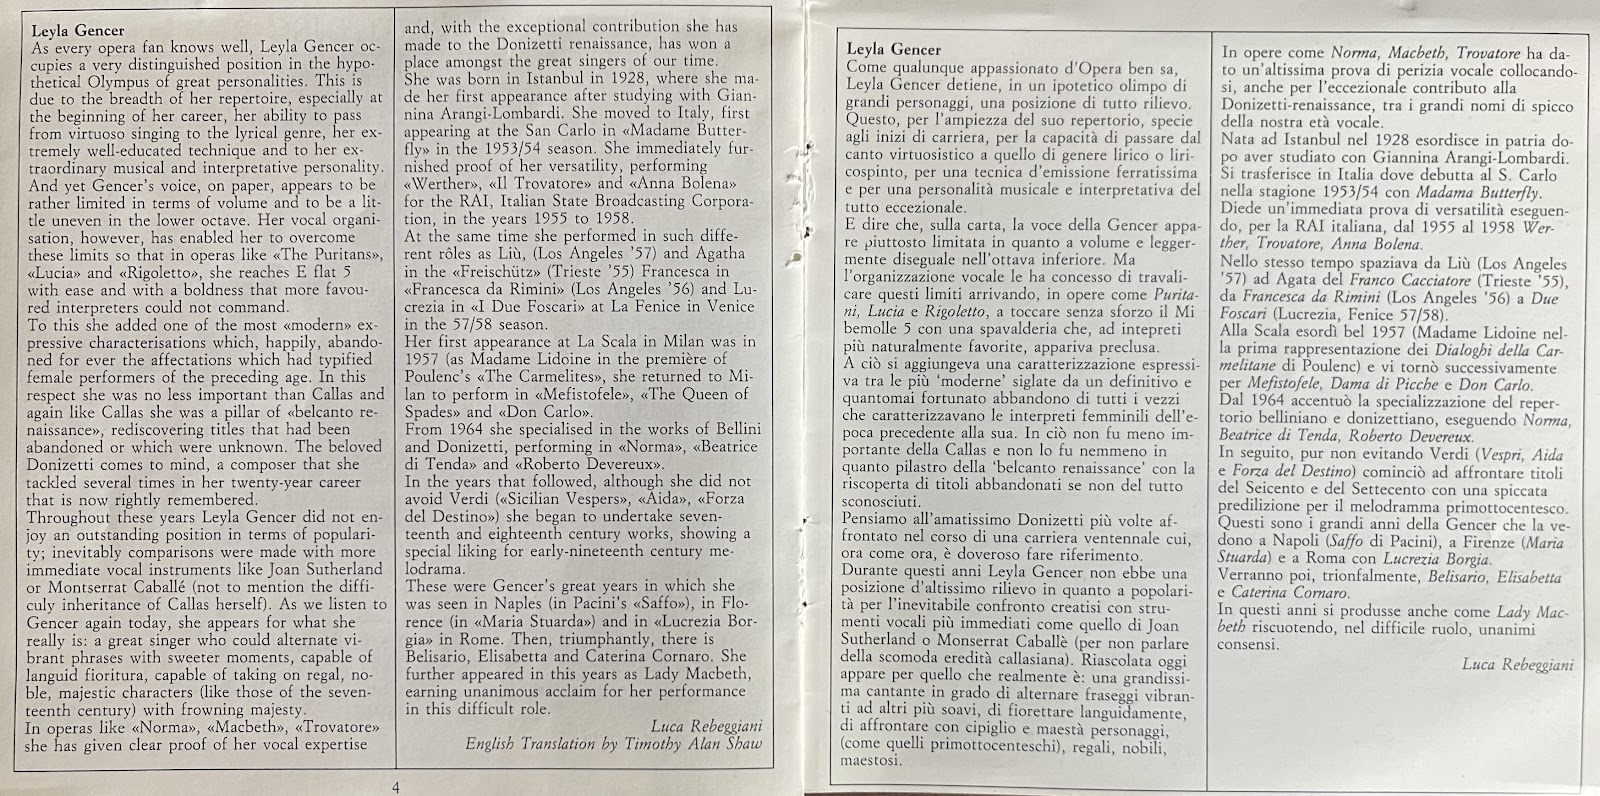 Leyla Gencer
As every opera fan knows well, Leyla Gencer oc-
cupies a very distinguished position in the hypo-
thetical Olympus of great personalities. This is
due to the breadth of her repertoire, especially at
the beginning of her career, her ability to pass
from virtuoso singing to the lyrical genre, her ex-
tremely well-educated technique and to her ex-
traordinary musical and interpretative personality.
And yet Gencer's voice, on paper, appears to be
rather limited in terms of volume and to be a lit-
tle uneven in the lower octave. Her vocal organi-
sation, however, has enabled her to overcome
these limits so that in operas like «The Puritans»,
«Lucia» and «Rigoletto», she reaches E flat 5
with ease and with a boldness that more favou-
red interpreters could not command.
To this she added one of the most «modern» ex-
pressive characterisations which, happily, abando-
ned for ever the affectations which had typified
female performers of the preceding age. In this
respect she was no less important than Callas and
again like Callas she was a pillar of «belcanto re-
naissance», rediscovering titles that had been
abandoned or which were unknown. The beloved
Donizetti comes to mind, a composer that she
tackled several times in her twenty-year career
that is now rightly remembered.
Throughout these years Leyla Gencer did not en-
joy an outstanding position in terms of populari-
ty; inevitably comparisons were made with more
immediate vocal instruments like Joan Sutherland
or Montserrat Caballé (not to mention the diffi-
culy inheritance of Callas herself). As we listen to
Gencer again today, she appears for what she
really is: a great singer who could alternate vi-
brant phrases with sweeter moments, capable of
languid fioritura, capable of taking on regal, no-
ble, majestic characters (like those of the seven-
teenth century) with frowning majesty.
In operas like «Norma», «Macbeth», «Trovatore»
she has given clear proof of her vocal expertise
and, with the exceptional contribution she has
made to the Donizetti renaissance, has won a
place amongst the great singers of our time.
She was born in Istanbul in 1928, where she ma-
de her first appearance after studying with Gian-
nina Arangi-Lombardi. She moved to Italy, first
appearing at the San Carlo in «Madame Butter-
fly» in the 1953/54 season. She immediately fur-
nished proof of her versatility, performing
«Werther», «Il Trovatore» and «Anna Bolena»
for the RAI, Italian State Broadcasting Corpora-
tion, in the years 1955 to 1958.
At the same time she performed in such diffe-
rent rôles as Liù, (Los Angeles '57) and Agatha
in the «Freischütz» (Trieste '55) Francesca in
«Francesca da Rimini» (Los Angeles '56) and Lu-
crezia in «I Due Foscari» at La Fenice in Venice
in the 57/58 season.
Her first appearance at La Scala in Milan was in
1957 (as Madame Lidoine in the première of
Poulenc's «The Carmelites», she returned to Mi-
lan to perform in «Mefistofele», «The Queen of
Spades» and «Don Carlo».
From 1964 she specialised in the works of Bellini
and Donizetti, performing in «Norma», «Beatrice
di Tenda» and «Roberto Devereux».
In the years that followed, although she did not
avoid Verdi («Sicilian Vespers», «Aida», «Forza
del Destino») she began to undertake seven-
teenth and eighteenth century works, showing a
special liking for early-nineteenth century me-
lodrama.
These were Gencer's great years in which she
was seen in Naples (in Pacini's «Saffo»), in Flo-
rence (in «Maria Stuarda») and in «Lucrezia Bor-
gia» in Rome. Then, triumphantly, there is
Belisario, Elisabetta and Caterina Cornaro. She
further appeared in this years as Lady Macbeth,
earning unanimous acclaim for her performance
in this difficult role.
Luca Rebeggiani
English Translation by Timothy Alan Shaw
4
Leyla Gencer
Come qualunque appassionato d'Opera ben sa,
Leyla Gencer detiene, in un ipotetico olimpo di
grandi personaggi, una posizione di tutto rilievo.
Questo, per l'ampiezza del suo repertorio, specie
agli inizi di carriera, per la capacità di passare dal
canto virtuosistico a quello di genere lirico o liri-
cospinto, per una tecnica d'emissione ferratissima
e per una personalità musicale e interpretativa del
tutto eccezionale.
E dire che, sulla carta, la voce della Gencer appa-
re piuttosto limitata in quanto a volume e legger-
mente diseguale nell'ottava inferiore. Ma
l'organizzazione vocale le ha concesso di travali-
care questi limiti arrivando, in opere come Purita-
ni, Lucia e Rigoletto, a toccare senza sforzo il Mi
bemolle 5 con una spavalderia che, ad intepreti
più naturalmente favorite, appariva preclusa.
A ciò si aggiungeva una caratterizzazione espressi-
va tra le più 'moderne' siglate da un definitivo e
quantomai fortunato abbandono di tutti i vezzi
che caratterizzavano le interpreti femminili dell'e-
poca precedente alla sua. In ciò non fu meno im-
portante della Callas e non lo fu nemmeno in
quanto pilastro della 'belcanto renaissance' con la
riscoperta di titoli abbandonati se non del tutto
sconosciuti.
Pensiamo all'amatissimo Donizetti più volte af-
frontato nel corso di una carriera ventennale cui,
ora come ora, è doveroso fare riferimento.
Durante questi anni Leyla Gencer non ebbe una
posizione d'altissimo rilievo in quanto a popolari-
tà per l'inevitabile confronto creatisi con stru-
menti vocali più immediati come quello di Joan
Sutherland o Monserrat Caballè (per non parlare
della scomoda eredità callasiana). Riascolata oggi
appare per quello che realmente è: una grandissi-
ma cantante in grado di alternare fraseggi vibran-
ti ad altri più soavi, di fiorettare languidamente,
di affrontare con cipiglio e maestà personaggi,
(come quelli primottocenteschi), regali, nobili,
maestosi.
In opere come Norma, Macbeth, Trovatore ha da-
to un'altissima prova di perizia vocale collocando-
si, anche per l'eccezionale contributo alla
Donizetti-renaissance, tra i grandi nomi di spicco
della nostra età vocale.
Nata ad Istanbul nel 1928 esordisce in patria do-
po aver studiato con Giannina Arangi-Lombardi.
Si trasferisce in Italia dove debutta al S. Carlo
nella stagione 1953/54 con Madama Butterfly.
Diede un'immediata prova di versatilità eseguen-
do, per la RAI italiana, dal 1955 al 1958 Wer-
ther, Trovatore, Anna Bolena.
Nello stesso tempo spaziava da Liù (Los Angeles
'57) ad Agata del Franco Cacciatore (Trieste '55),
da Francesca da Rimini (Los Angeles '56) a Due
Foscari (Lucrezia, Fenice 57/58).
Alla Scala esordì bel 1957 (Madame Lidoine nel-
la prima rappresentazione dei Dialoghi della Car-
melitane di Poulenc) e vi tornò successivamente
per Mefistofele, Dama di Picche e Don Carlo.
Dal 1964 accentuò la specializzazione del reper-
torio belliniano e donizettiano, eseguendo Norma,
Beatrice di Tenda, Roberto Devereux.
In seguito, pur non evitando Verdi (Vespri, Aida
e Forza del Destino) cominciò ad affrontare titoli
del Seicento e del Settecento con una spiccata
predilizione per il melodramma primottocentesco.
Questi sono i grandi anni della Gencer che la ve-
dono a Napoli (Saffo di Pacini), a Firenze (Maria
Stuarda) e a Roma con Lucrezia Borgia.
Verranno poi, trionfalmente, Belisario, Elisabetta
e Caterina Cornaro.
In questi anni si produsse anche come Lady Mac-
beth riscuotendo, nel difficile ruolo, unanimi
consensi.
Luca Rebeggiani